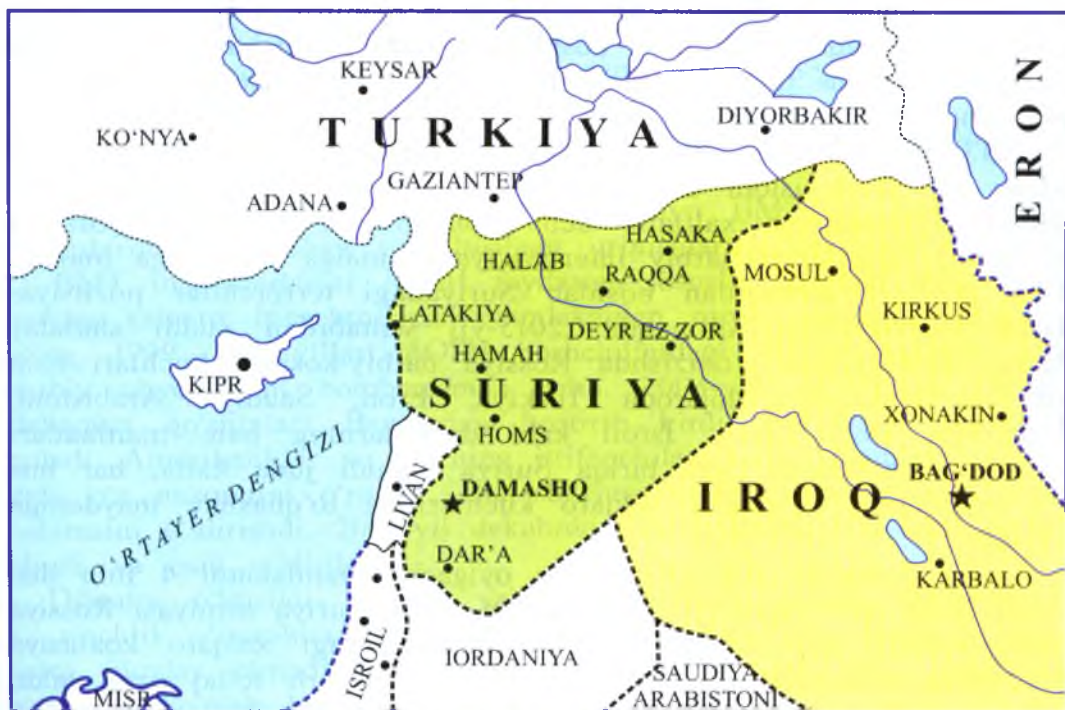 KEYSAR
KO‘NYA
TURKIYA
DIYORBAKIR
ERON
GAZIANTEP
ADANA
HASAKA
HALAB
RAQQA
MOSUL
LATAKIYA
DEYR EZ-ZOR
KIRKUS
HAMAH
KIPR
SURIYA
XONAKIN
HOMS
O‘RTAYER DENGIZI
LIVAN
DAMASHQ
IROQ
BAG‘DOD
DAR’A
KARBALO
ISROIL
IORDANIYA
SAUDIYA
ARABISTONI
MISR